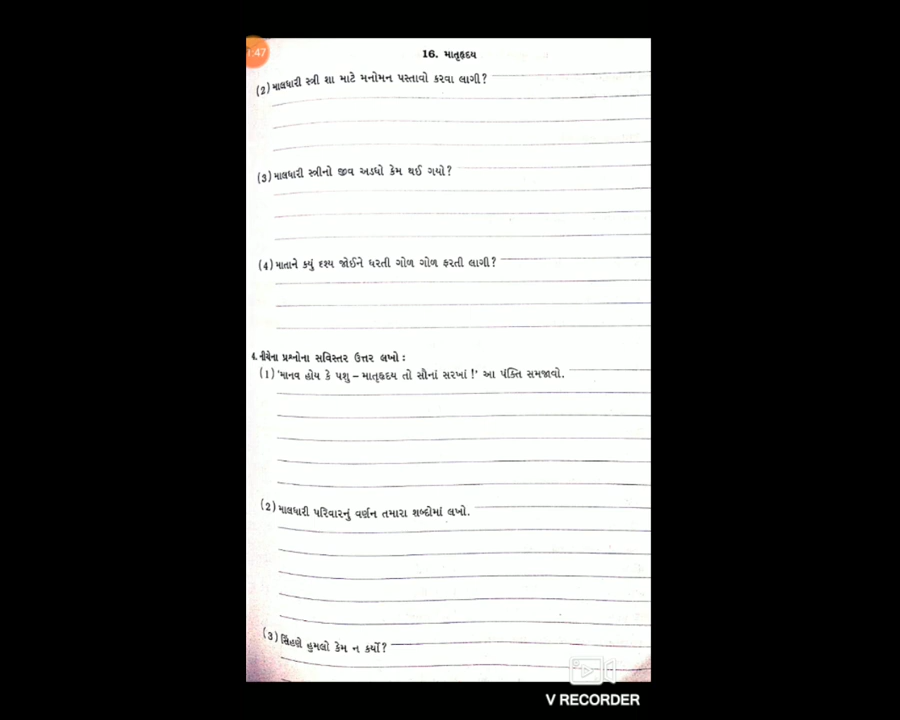 :47
16. માતૃહૃદય
(2) માલધારી સ્ત્રી શા માટે મનોમન પસ્તાવો કરવા લાગી?
(3) માલધારી સ્ત્રીનો જીવ અડધો કેમ થઈ ગયો?
(4) માતાને કયું દશ્ય જોઈને ધરતી ગોળ ગોળ ફરતી લાગી?
4. નીચેના પ્રશ્નોના સવિસ્તર ઉત્તર લખો :
(1) 'માનવ હોય કે પશુ – માતૃહૃદય તો સૌનાં સરખાં !' આ પંક્તિ સમજાવો.
(2) માલધારી પરિવારનું વર્ણન તમારા શબ્દોમાં લખો.
(3) સિંહણે હુમલો કેમ ન કર્યો?
V RECORDER